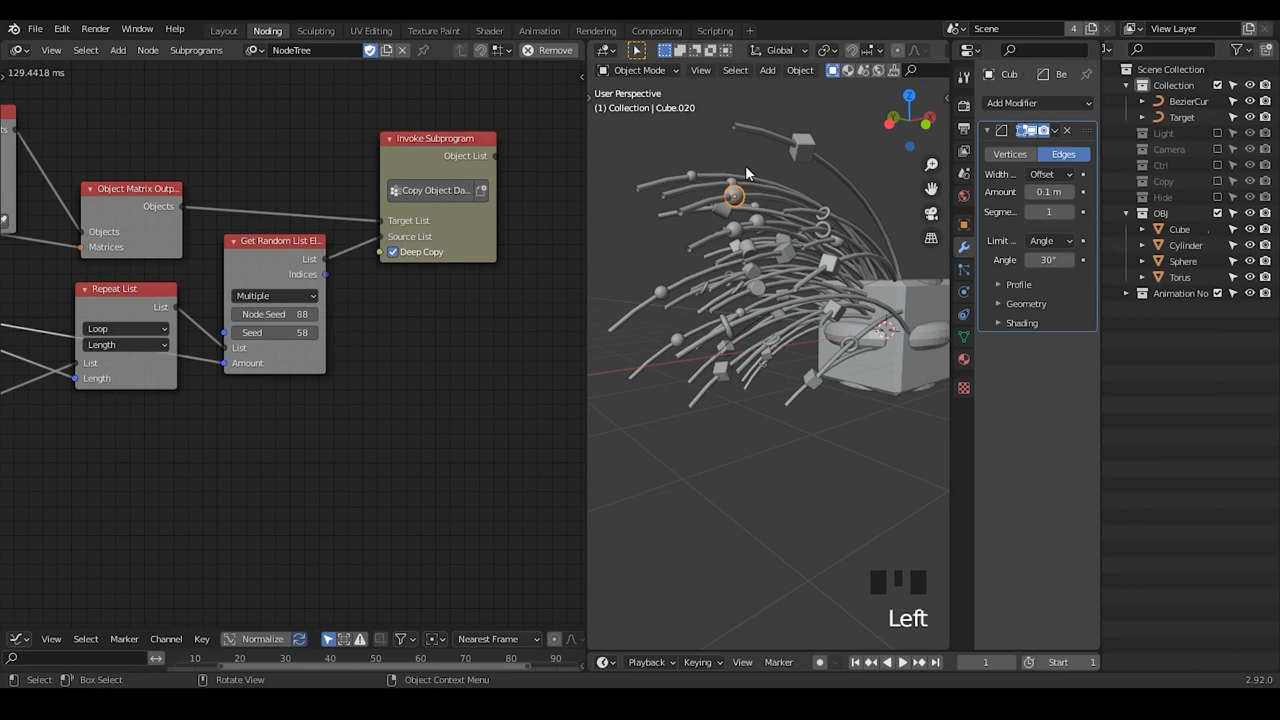 File Edit Render Window Help
Layout Noding Sculpting UV Editing Texture Paint Shader Animation Rendering Compositing Scripting +
Scene 4 View Layer
View Select Add Node Subprograms NodeTree Remove
Global
129.4418 ms
Object Mode View Select Add Object
User Perspective
(1) Collection | Cube.020
Z
Invoke Subprogram
Object List
Copy Object Da...
Target List
Source List
Deep Copy
Object Matrix Outp...
Objects
Objects
Matrices
Get Random List El...
List
Indices
Multiple
Node Seed 88
Seed 58
List
Amount
Repeat List
List
Loop
Length
List
Length
Left
Cub Be
Add Modifier
Vertices Edges
Width Offset
Amount 0.1 m
Segme... 1
Limit Angle
Angle 30°
Profile
Geometry
Shading
Scene Collection
Collection
BezierCur
Target
Light
Camera
Ctrl
Copy
Hide
OBJ
Cube
Cylinder
Sphere
Torus
Animation No
View Select Marker Channel Key Normalize Nearest Frame
10 20 30 40 50 60 70 80 90
Playback Keying View Marker 1 Start 1
Select Box Select Rotate View Object Context Menu 2.92.0